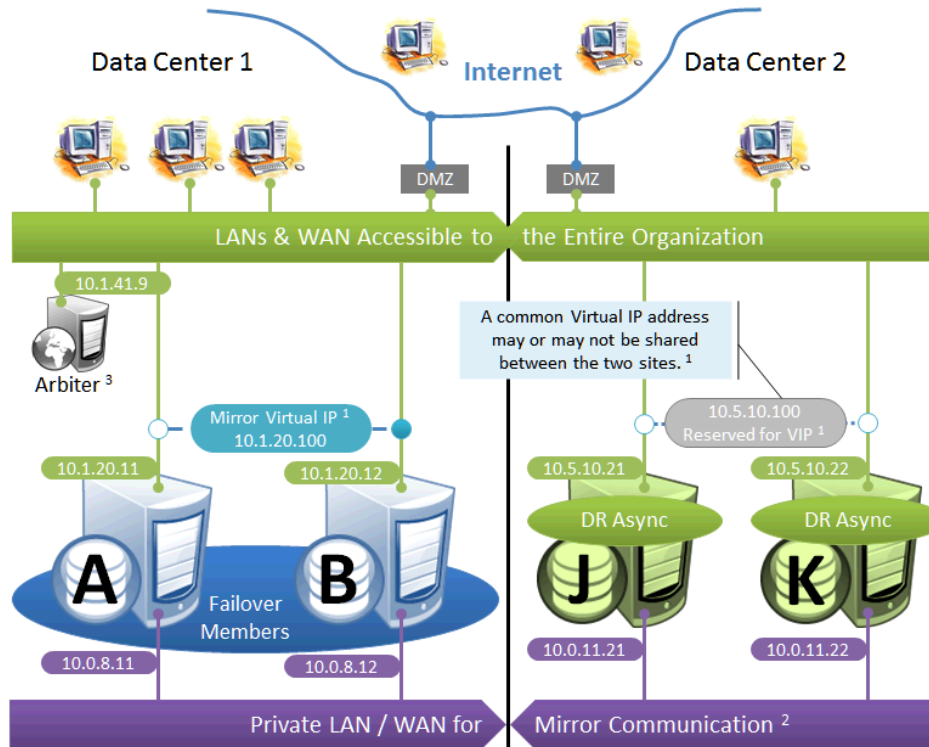 Data Center 1
Internet
Data Center 2
DMZ
DMZ
LANs & WAN Accessible to
the Entire Organization
10.1.41.9
Arbiter ³
A common Virtual IP address
may or may not be shared
between the two sites. ¹
Mirror Virtual IP ¹
10.1.20.100
10.5.10.100
Reserved for VIP ¹
10.1.20.11
10.1.20.12
10.5.10.21
10.5.10.22
DR Async
DR Async
A
B
J
K
Failover
Members
10.0.8.11
10.0.8.12
10.0.11.21
10.0.11.22
Private LAN / WAN for
Mirror Communication ²